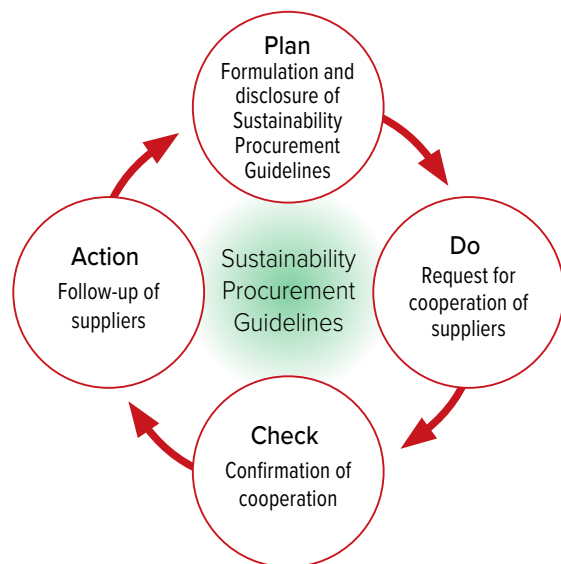 Plan
Formulation and
disclosure of
Sustainability
Procurement
Guidelines
Do
Request for
cooperation of
suppliers
Check
Confirmation of
cooperation
Action
Follow-up of
suppliers
Sustainability
Procurement
Guidelines